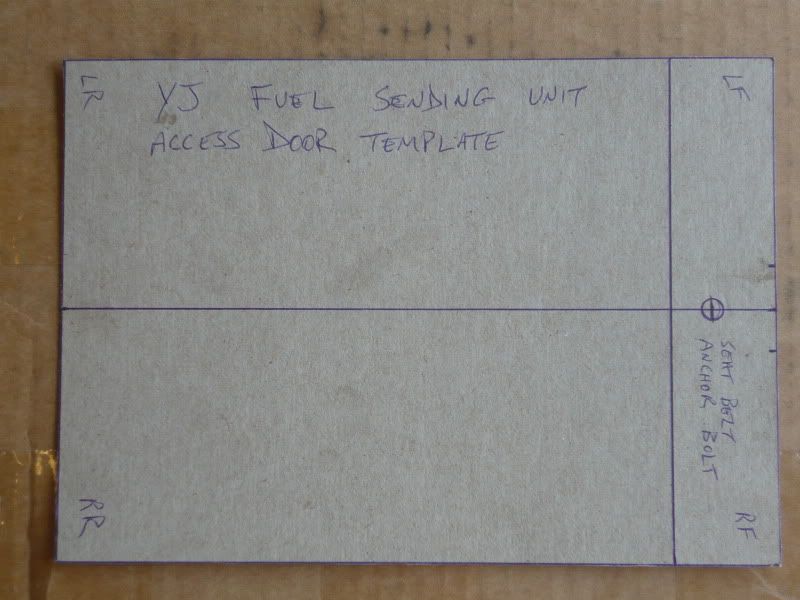 LR
LF
YJ FUEL SENDING UNIT
ACCESS DOOR TEMPLATE
SEAT BELT
ANCHOR BOLT
RR
RF